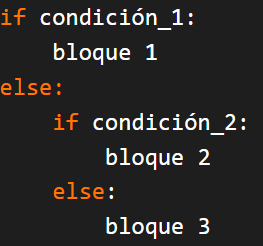 if condición_1:
    bloque 1
else:
    if condición_2:
        bloque 2
    else:
        bloque 3